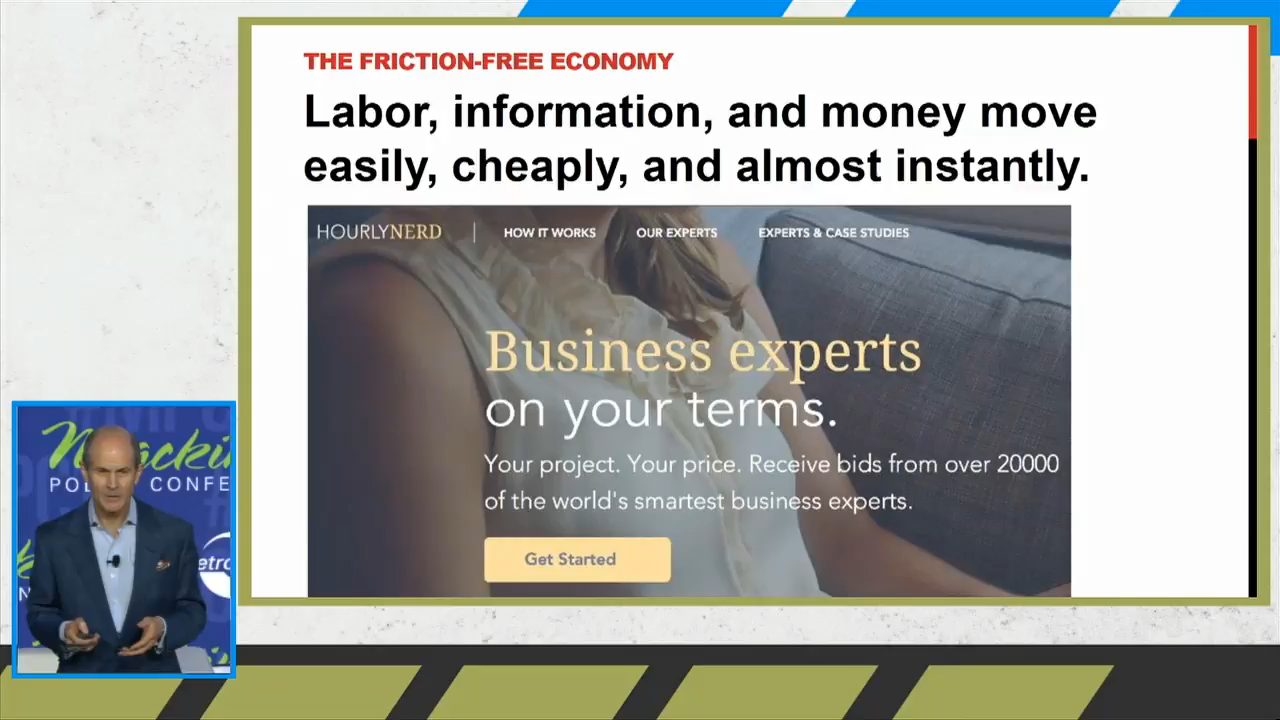 THE FRICTION-FREE ECONOMY
Labor, information, and money move
easily, cheaply, and almost instantly.
HOURLYNERD
HOW IT WORKS
OUR EXPERTS
EXPERTS & CASE STUDIES
Business experts
on your terms.
Your project. Your price. Receive bids from over 20000
of the world's smartest business experts.
Get Started